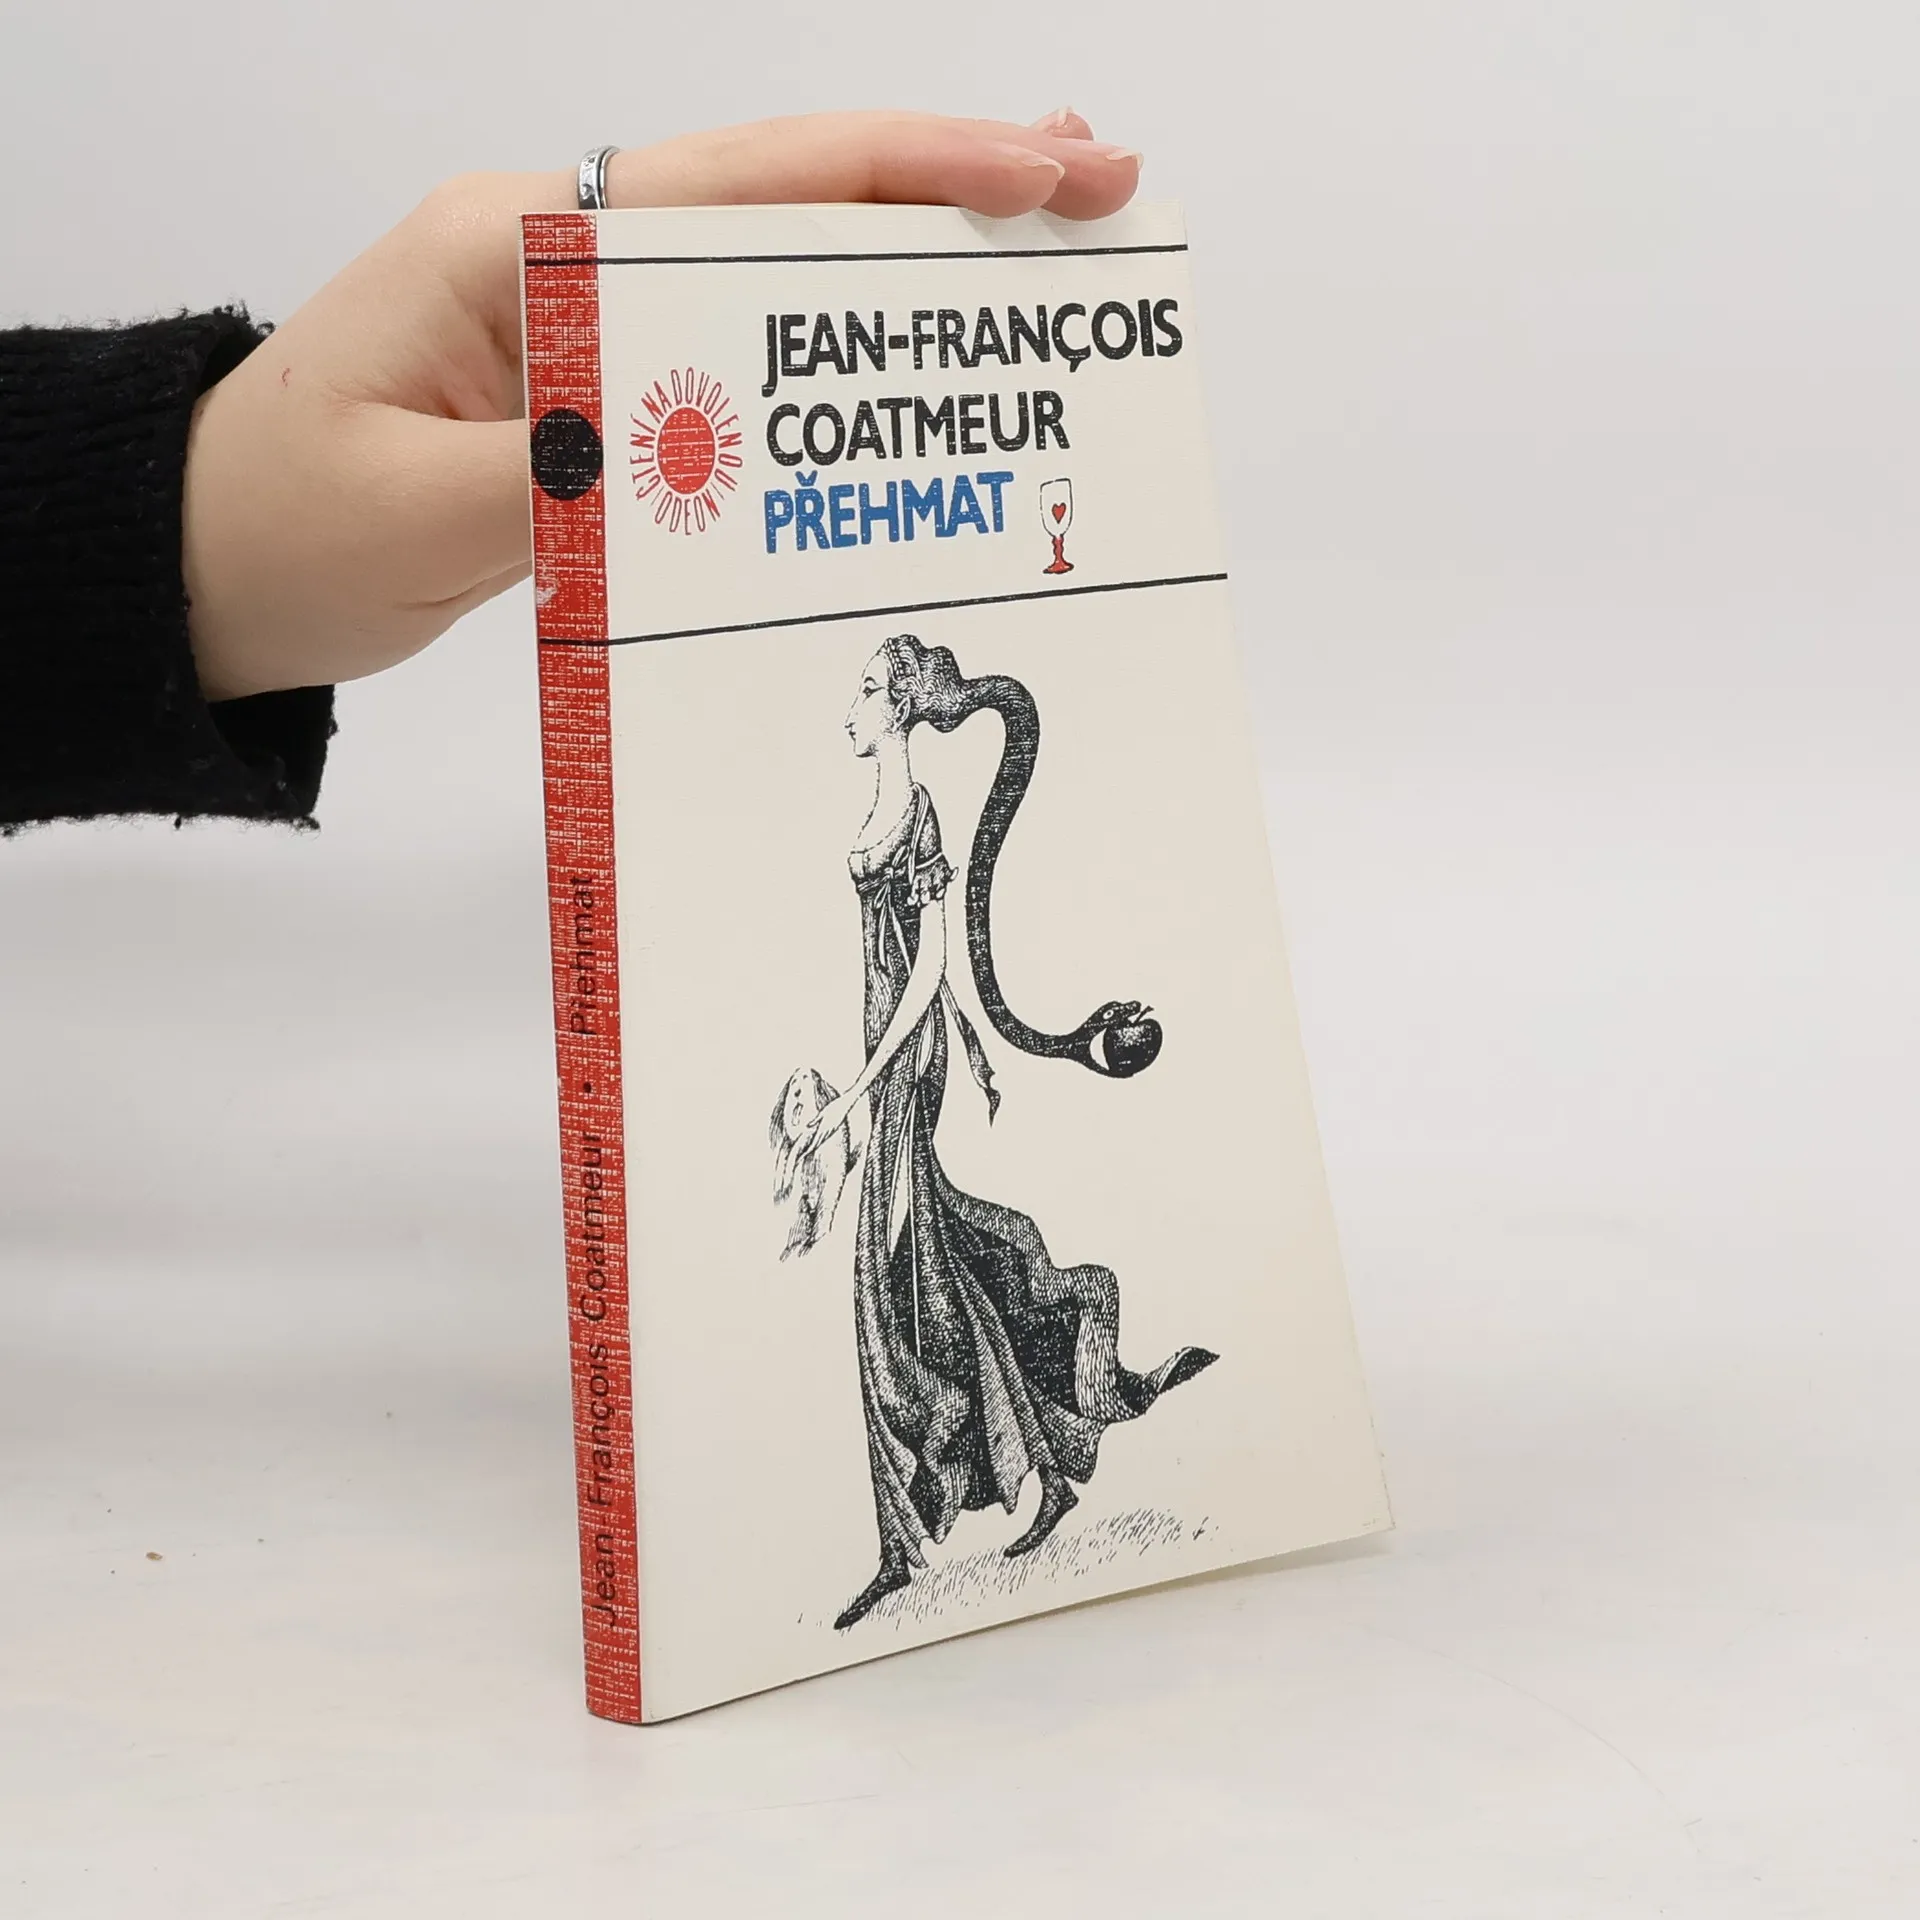 JEAN-FRANÇOIS
COATMEUR
PŘEHMAT
ČTENÍ NA DOVOLENOU
ODEON
Jean-François Coatmeur • Přehmat